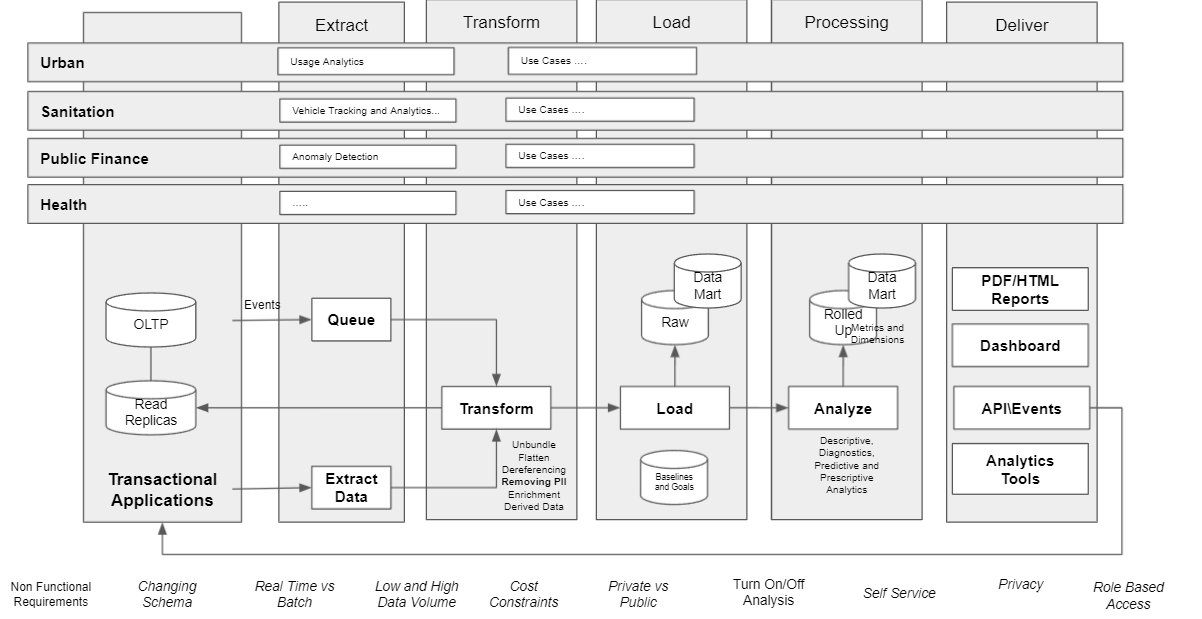 Extract
Transform
Load
Processing
Deliver
Urban
Usage Analytics
Use Cases ....
Sanitation
Vehicle Tracking and Analytics...
Use Cases ....
Public Finance
Anomaly Detection
Use Cases ....
Health
.....
Use Cases ....
OLTP
Read
Replicas
Transactional
Applications
Events
Queue
Extract
Data
Transform
Unbundle
Flatten
Dereferencing
Removing PII
Enrichment
Derived Data
Data
Mart
Raw
Load
Baselines
and Goals
Data
Mart
Rolled
Up
Metrics and
Dimensions
Analyze
Descriptive,
Diagnostics,
Predictive and
Prescriptive
Analytics
PDF/HTML
Reports
Dashboard
API\Events
Analytics
Tools
Non Functional
Requirements
Changing
Schema
Real Time vs
Batch
Low and High
Data Volume
Cost
Constraints
Private vs
Public
Turn On/Off
Analysis
Self Service
Privacy
Role Based
Access